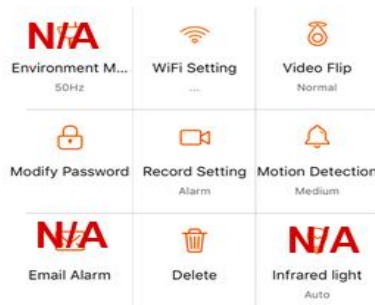 N/A
Environment M... WiFi Setting Video Flip
50Hz ... Normal
Modify Password Record Setting Motion Detection
Alarm Medium
N/A N/A
Email Alarm Delete Infrared light
Auto